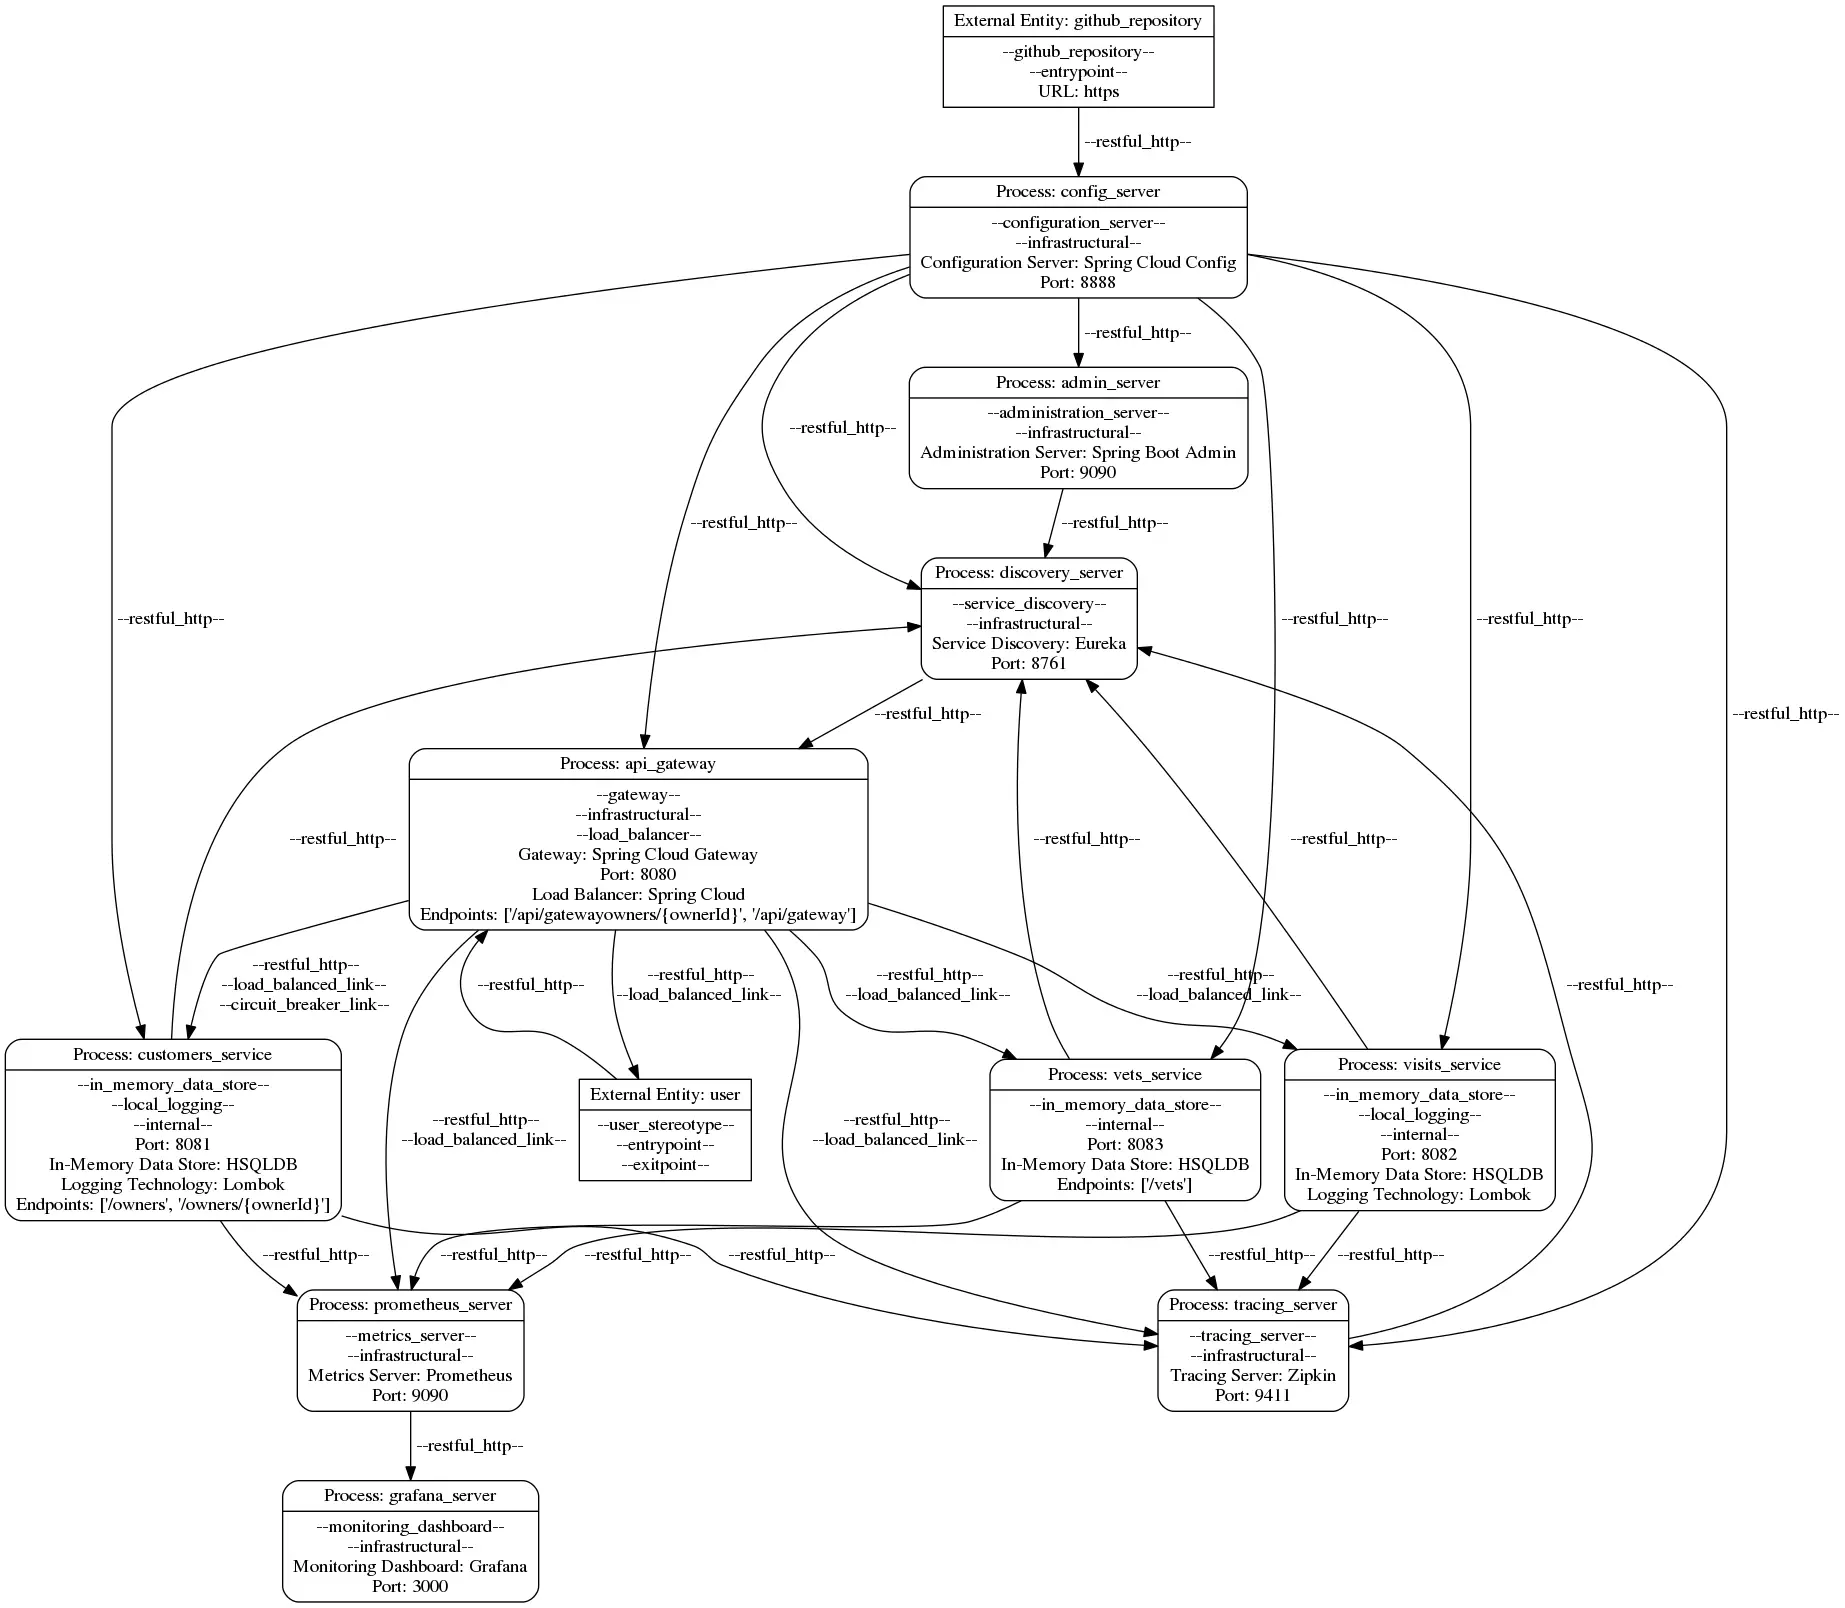 External Entity: github_repository
--github_repository--
--entrypoint--
URL: https
--restful_http--
Process: config_server
--configuration_server--
--infrastructural--
Configuration Server: Spring Cloud Config
Port: 8888
--restful_http--
Process: admin_server
--administration_server--
--infrastructural--
Administration Server: Spring Boot Admin
Port: 9090
--restful_http--
--restful_http--
--restful_http--
Process: discovery_server
--service_discovery--
--infrastructural--
Service Discovery: Eureka
Port: 8761
--restful_http--
--restful_http--
--restful_http--
--restful_http--
--restful_http--
Process: api_gateway
--gateway--
--infrastructural--
--load_balancer--
Gateway: Spring Cloud Gateway
Port: 8080
Load Balancer: Spring Cloud
Endpoints: ['/api/gatewayowners/{ownerId}', '/api/gateway']
--restful_http--
--restful_http--
--restful_http--
--restful_http--
--load_balanced_link--
--circuit_breaker_link--
--restful_http--
--restful_http--
--load_balanced_link--
--restful_http--
--load_balanced_link--
--restful_http--
--load_balanced_link--
--restful_http--
Process: customers_service
--in_memory_data_store--
--local_logging--
--internal--
Port: 8081
In-Memory Data Store: HSQLDB
Logging Technology: Lombok
Endpoints: ['/owners', '/owners/{ownerId}']
--restful_http--
--load_balanced_link--
External Entity: user
--user_stereotype--
--entrypoint--
--exitpoint--
--restful_http--
--load_balanced_link--
Process: vets_service
--in_memory_data_store--
--internal--
Port: 8083
In-Memory Data Store: HSQLDB
Endpoints: ['/vets']
Process: visits_service
--in_memory_data_store--
--local_logging--
--internal--
Port: 8082
In-Memory Data Store: HSQLDB
Logging Technology: Lombok
--restful_http--
--restful_http--
--restful_http--
--restful_http--
--restful_http--
--restful_http--
Process: prometheus_server
--metrics_server--
--infrastructural--
Metrics Server: Prometheus
Port: 9090
Process: tracing_server
--tracing_server--
--infrastructural--
Tracing Server: Zipkin
Port: 9411
--restful_http--
Process: grafana_server
--monitoring_dashboard--
--infrastructural--
Monitoring Dashboard: Grafana
Port: 3000